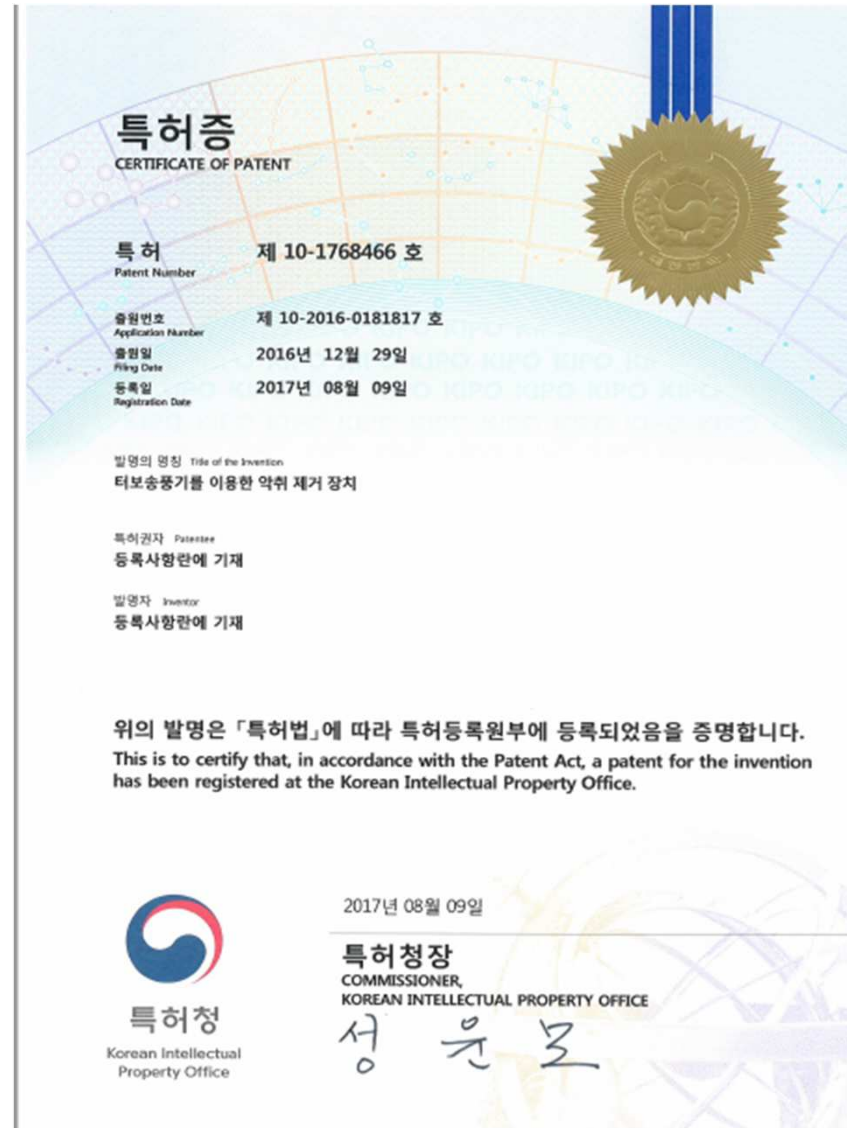 특허증
CERTIFICATE OF PATENT
특허 제 10-1768466 호
Patent Number
출원번호 제 10-2016-0181817 호
Application Number
출원일 2016년 12월 29일
Filing Date
등록일 2017년 08월 09일
Registration Date
KIPO KIPO KIPO KIPO
발명의 명칭 Title of the Invention
터보송풍기를 이용한 악취 제거 장치
특허권자 Patentee
등록사항란에 기재
발명자 Inventor
등록사항란에 기재
위의 발명은 「특허법」에 따라 특허등록원부에 등록되었음을 증명합니다.
This is to certify that, in accordance with the Patent Act, a patent for the invention
has been registered at the Korean Intellectual Property Office.
2017년 08월 09일
특허청장
COMMISSIONER,
KOREAN INTELLECTUAL PROPERTY OFFICE
성윤모
특허청
Korean Intellectual
Property Office